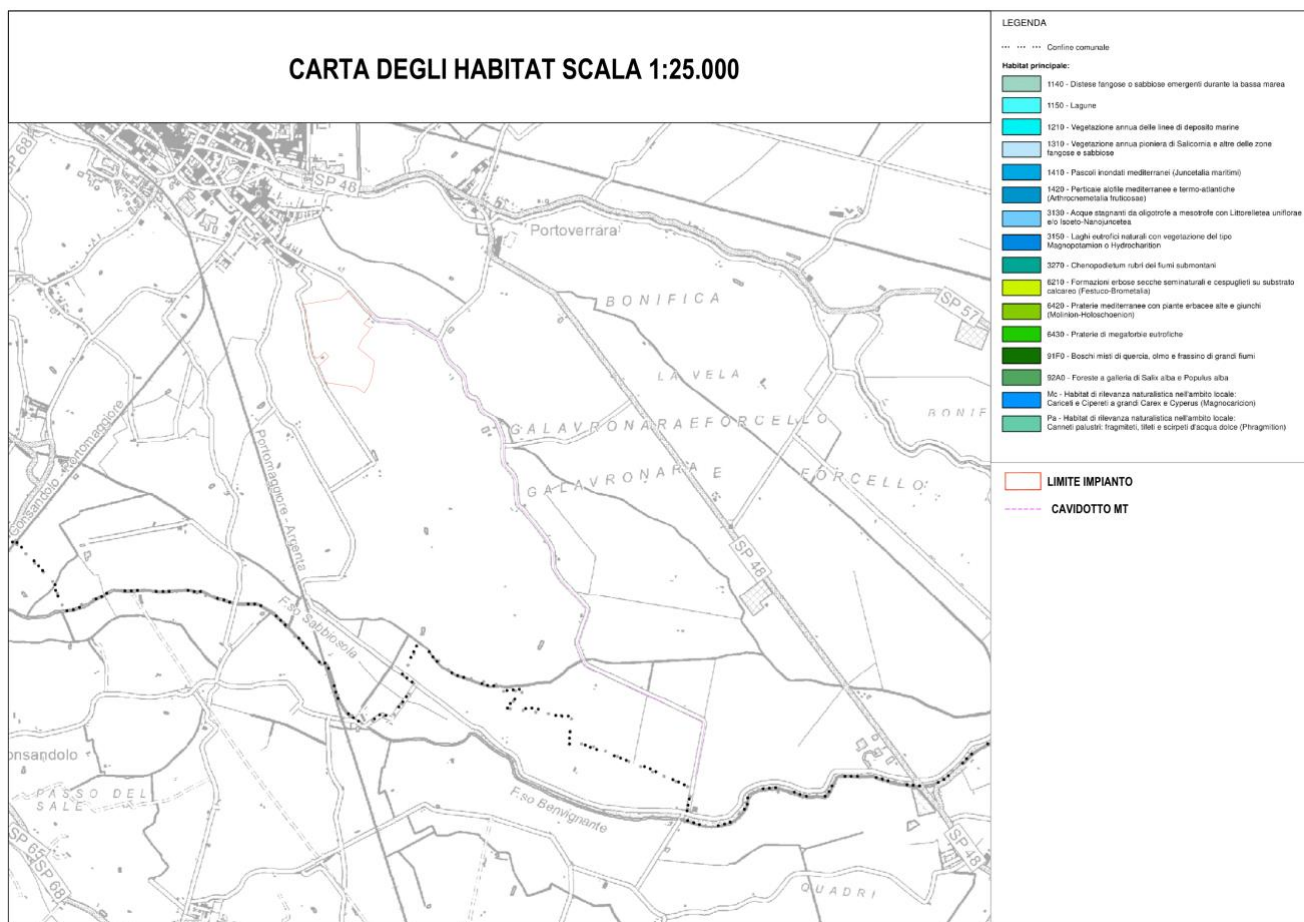 CARTA DEGLI HABITAT SCALA 1:25.000
LEGENDA
Confine comunale
Habitat principale:
1140 - Distese fangose o sabbiose emergenti durante la bassa marea
1150 - Lagune
1210 - Vegetazione annua delle linee di deposito marine
1310 - Vegetazione annua pioniera di Salicornia e altre delle zone
fangose e sabbiose
1410 - Pascoli inondati mediterranei (Juncetalia maritimi)
1420 - Perticaie alofile mediterranee e termo-atlantiche
(Arthrocnemetalia fruticosae)
3130 - Acque stagnanti da oligotrofe a mesotrofe con Littorelletea uniflorae
e/o Isoeto-Nanojuncetea
3150 - Laghi eutrofici naturali con vegetazione del tipo
Magnopotamion o Hydrocharition
3270 - Chenopodietum rubri dei fiumi submontani
6210 - Formazioni erbose secche seminaturali e cespuglieti su substrato
calcareo (Festuco-Brometalia)
6420 - Praterie mediterranee con piante erbacee alte e giunchi
(Molinion-Holoschoenion)
6430 - Praterie di megaforbie eutrofiche
91F0 - Boschi misti di quercia, olmo e frassino di grandi fiumi
92A0 - Foreste a galleria di Salix alba e Populus alba
Mc - Habitat di rilevanza naturalistica nell'ambito locale:
Cariceti e Cipereti a grandi Carex e Cyperus (Magnocaricion)
Pa - Habitat di rilevanza naturalistica nell'ambito locale:
Canneti palustri: fragmiteti, tifeti e scirpeti d'acqua dolce (Phragmition)
LIMITE IMPIANTO
CAVIDOTTO MT
SP 68
SP 48
Portoverrara
BONIFICA
SP 57
LA VELA
BONIF
GALAVRONARAEFORCELLO
GALAVRONARA E FORCELLO
Consandolo - Portomaggiore
Portomaggiore - Argenta
SP 48
F.so Sabbiosola
onsandolo
PASSO DEL
SALE
F.so Benvignante
SP 65
SP 68
SP 48
QUADRI